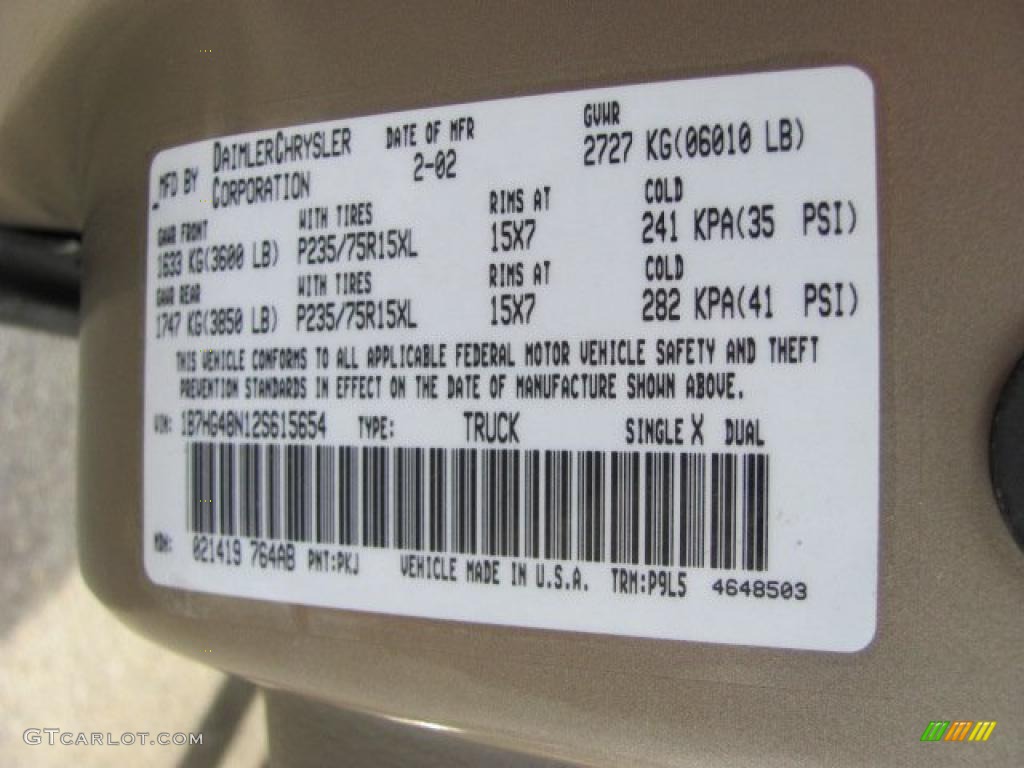 MFD BY DAIMLERCHRYSLER CORPORATION
DATE OF MFR 2-02
GVWR 2727 KG(06010 LB)
GAWR FRONT WITH TIRES RIMS AT COLD
1633 KG(3600 LB) P235/75R15XL 15X7 241 KPA(35 PSI)
GAWR REAR WITH TIRES RIMS AT COLD
1747 KG(3850 LB) P235/75R15XL 15X7 282 KPA(41 PSI)
THIS VEHICLE CONFORMS TO ALL APPLICABLE FEDERAL MOTOR VEHICLE SAFETY AND THEFT
PREVENTION STANDARDS IN EFFECT ON THE DATE OF MANUFACTURE SHOWN ABOVE.
VIN: 1B7HG48N12S615654 TYPE: TRUCK SINGLE X DUAL
MDH: 021419 764AB PNT:PKJ VEHICLE MADE IN U.S.A. TRM:P9L5 4648503
GTCARLOT.COM